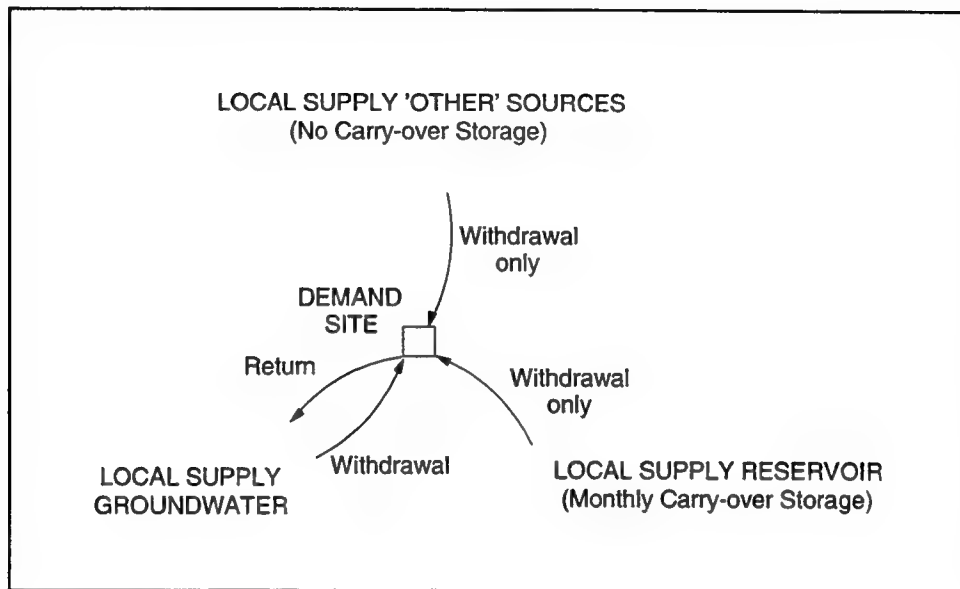 LOCAL SUPPLY 'OTHER' SOURCES
(No Carry-over Storage)
Withdrawal
only
DEMAND
SITE
Return
Withdrawal
only
Withdrawal
LOCAL SUPPLY
GROUNDWATER
LOCAL SUPPLY RESERVOIR
(Monthly Carry-over Storage)